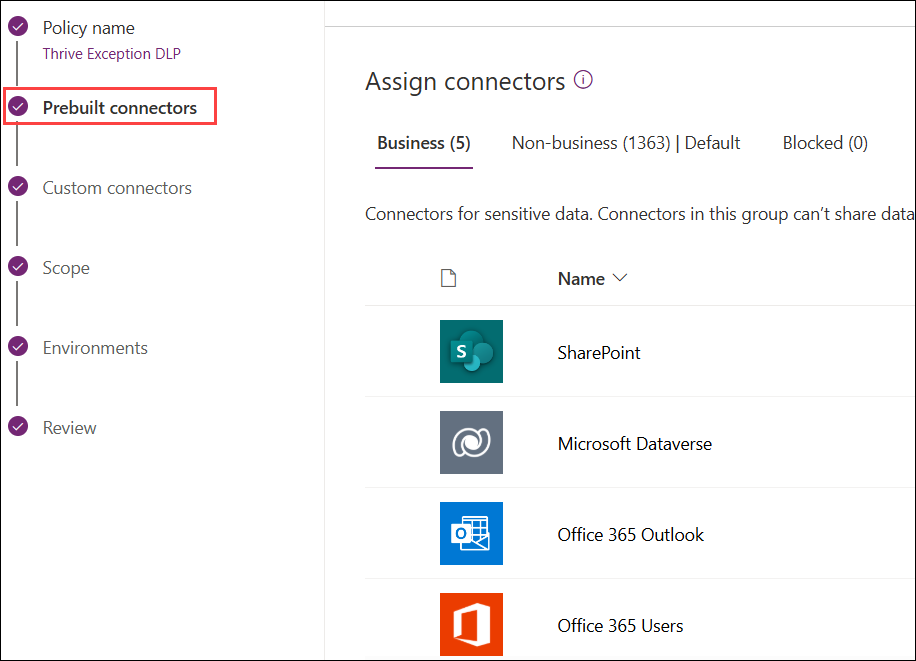 Policy name
Thrive Exception DLP
Prebuilt connectors
Custom connectors
Scope
Environments
Review
Assign connectors
Business (5) Non-business (1363) | Default Blocked (0)
Connectors for sensitive data. Connectors in this group can’t share data
Name
S SharePoint
Microsoft Dataverse
O Office 365 Outlook
Office 365 Users